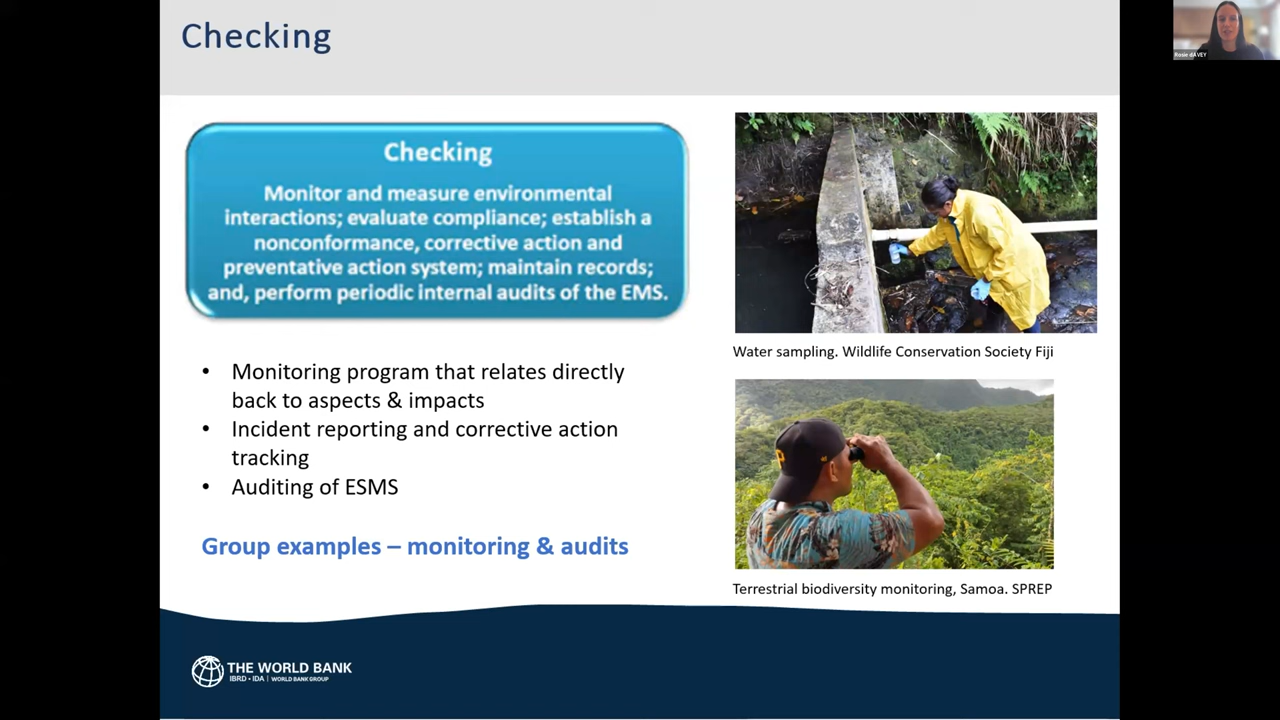 Checking
Checking
Monitor and measure environmental
interactions; evaluate compliance; establish a
nonconformance, corrective action and
preventative action system; maintain records;
and, perform periodic internal audits of the EMS.
• Monitoring program that relates directly
back to aspects & impacts
• Incident reporting and corrective action
tracking
• Auditing of ESMS
Group examples – monitoring & audits
Water sampling. Wildlife Conservation Society Fiji
Terrestrial biodiversity monitoring, Samoa. SPREP
THE WORLD BANK
IBRD • IDA | WORLD BANK GROUP
Rosie dAVEY